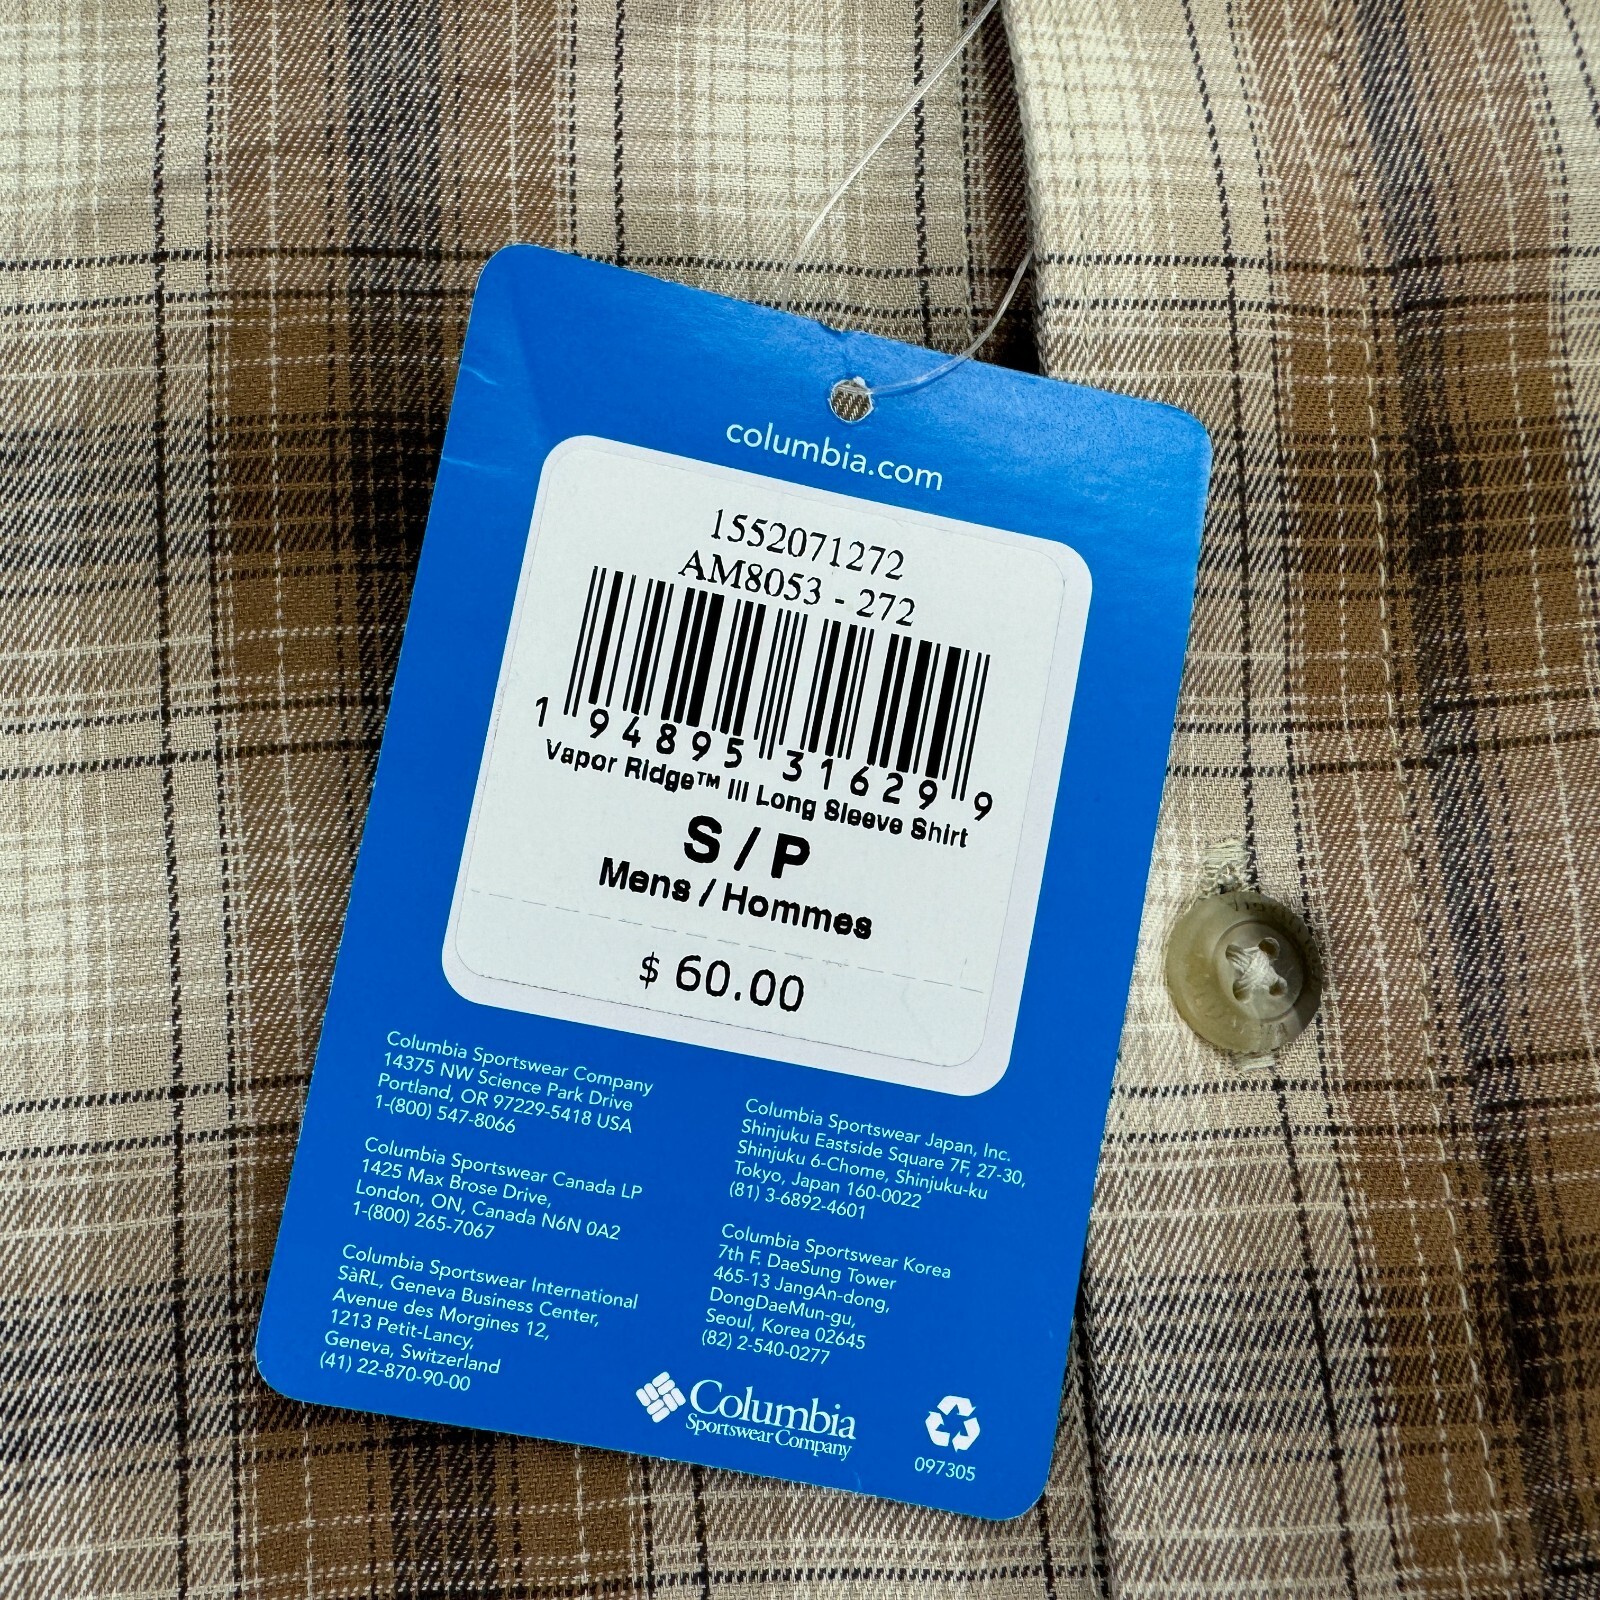 columbia.com
1552071272
AM8053 - 272
1 94895 31629 9
Vapor Ridge™ III Long Sleeve Shirt
S / P
Mens / Hommes
$ 60.00
Columbia Sportswear Company
14375 NW Science Park Drive
Portland, OR 97229-5418 USA
1-(800) 547-8066
Columbia Sportswear Canada LP
1425 Max Brose Drive,
London, ON, Canada N6N 0A2
1-(800) 265-7067
Columbia Sportswear International
SàRL, Geneva Business Center,
Avenue des Morgines 12,
1213 Petit-Lancy,
Geneva, Switzerland
(41) 22-870-90-00
Columbia Sportswear Japan, Inc.
Shinjuku Eastside Square 7F, 27-30,
Shinjuku 6-Chome, Shinjuku-ku
Tokyo, Japan 160-0022
(81) 3-6892-4601
Columbia Sportswear Korea
7th F. DaeSung Tower
465-13 JangAn-dong,
DongDaeMun-gu,
Seoul, Korea 02645
(82) 2-540-0277
Columbia
Sportswear Company
097305